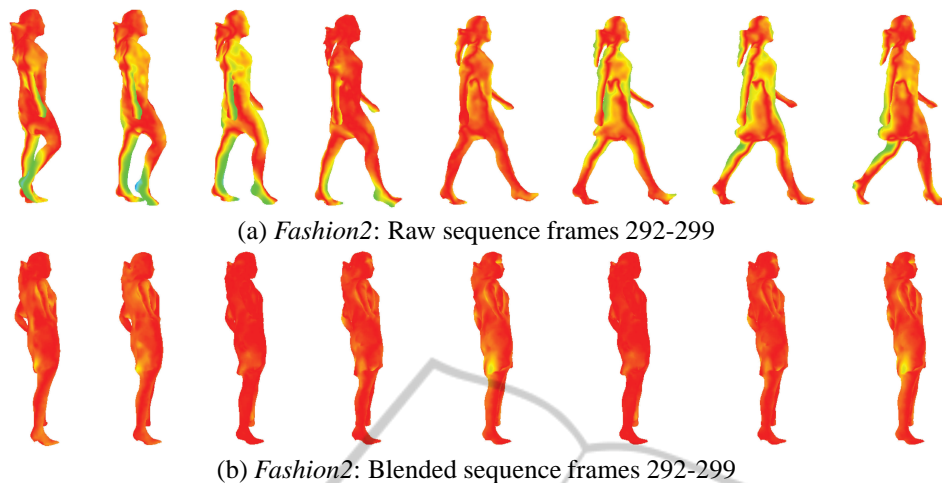 (a) Fashion2: Raw sequence frames 292-299
(b) Fashion2: Blended sequence frames 292-299